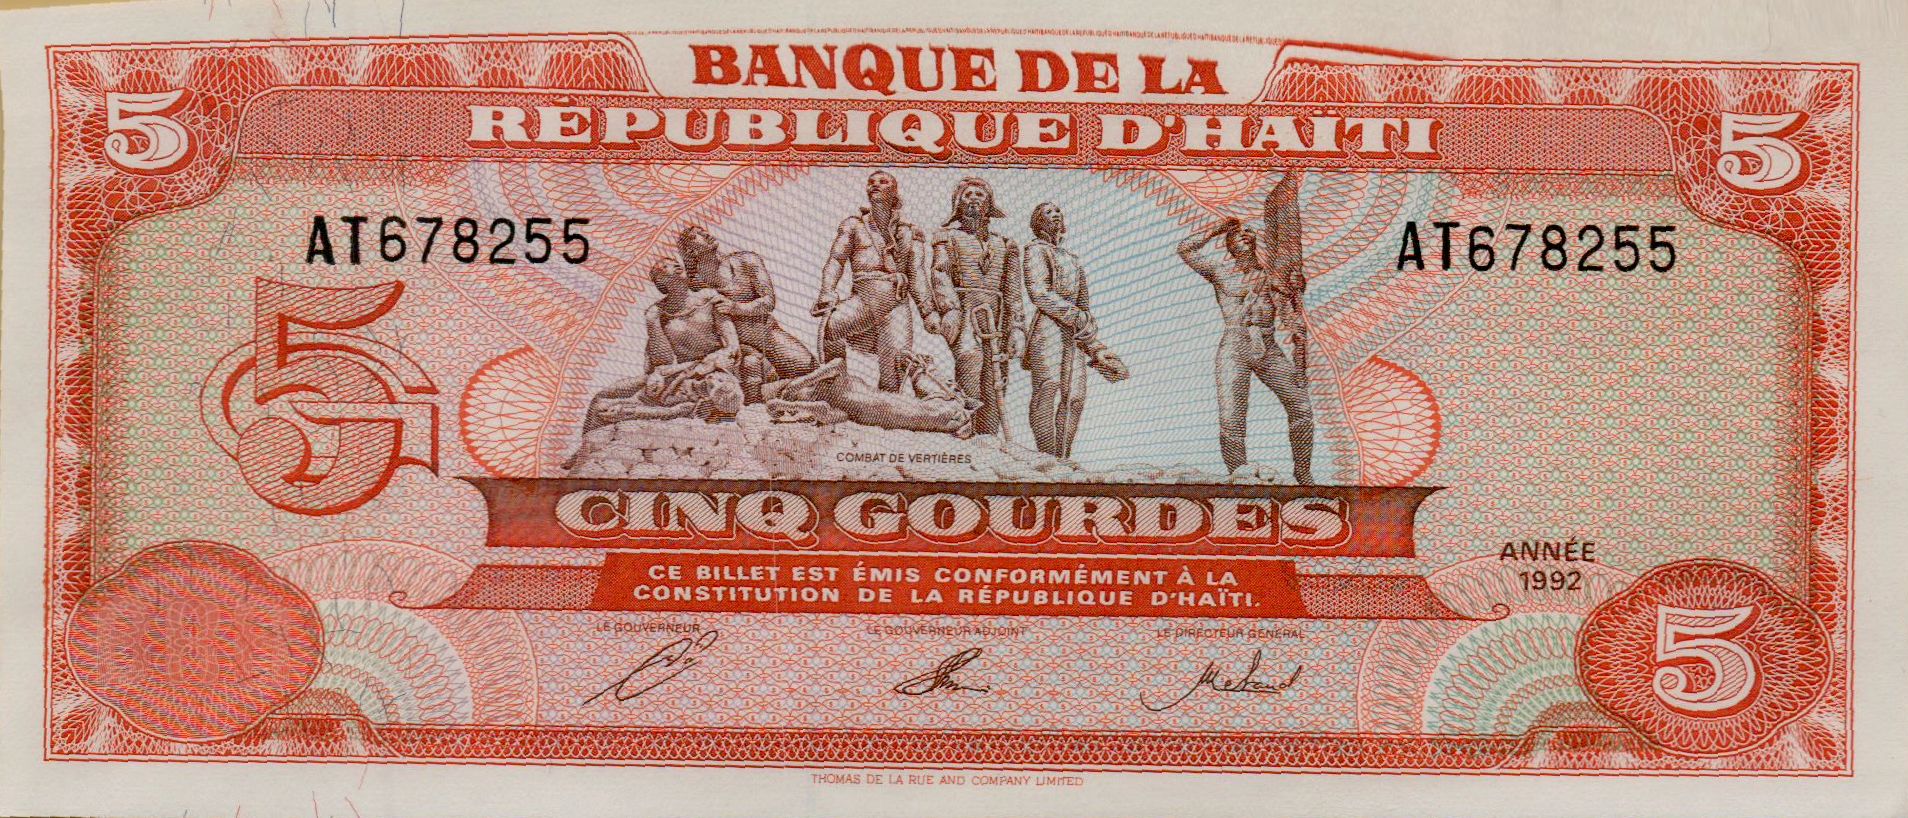 BANQUE DE LA
RÉPUBLIQUE D'HAÏTI
5
5
AT678255
AT678255
5G
COMBAT DE VERTIÈRES
CINQ GOURDES
CE BILLET EST ÉMIS CONFORMÉMENT À LA
CONSTITUTION DE LA RÉPUBLIQUE D'HAÏTI.
ANNÉE
1992
LE GOUVERNEUR
LE GOUVERNEUR ADJOINT
LE DIRECTEUR GÉNÉRAL
5
THOMAS DE LA RUE AND COMPANY LIMITED